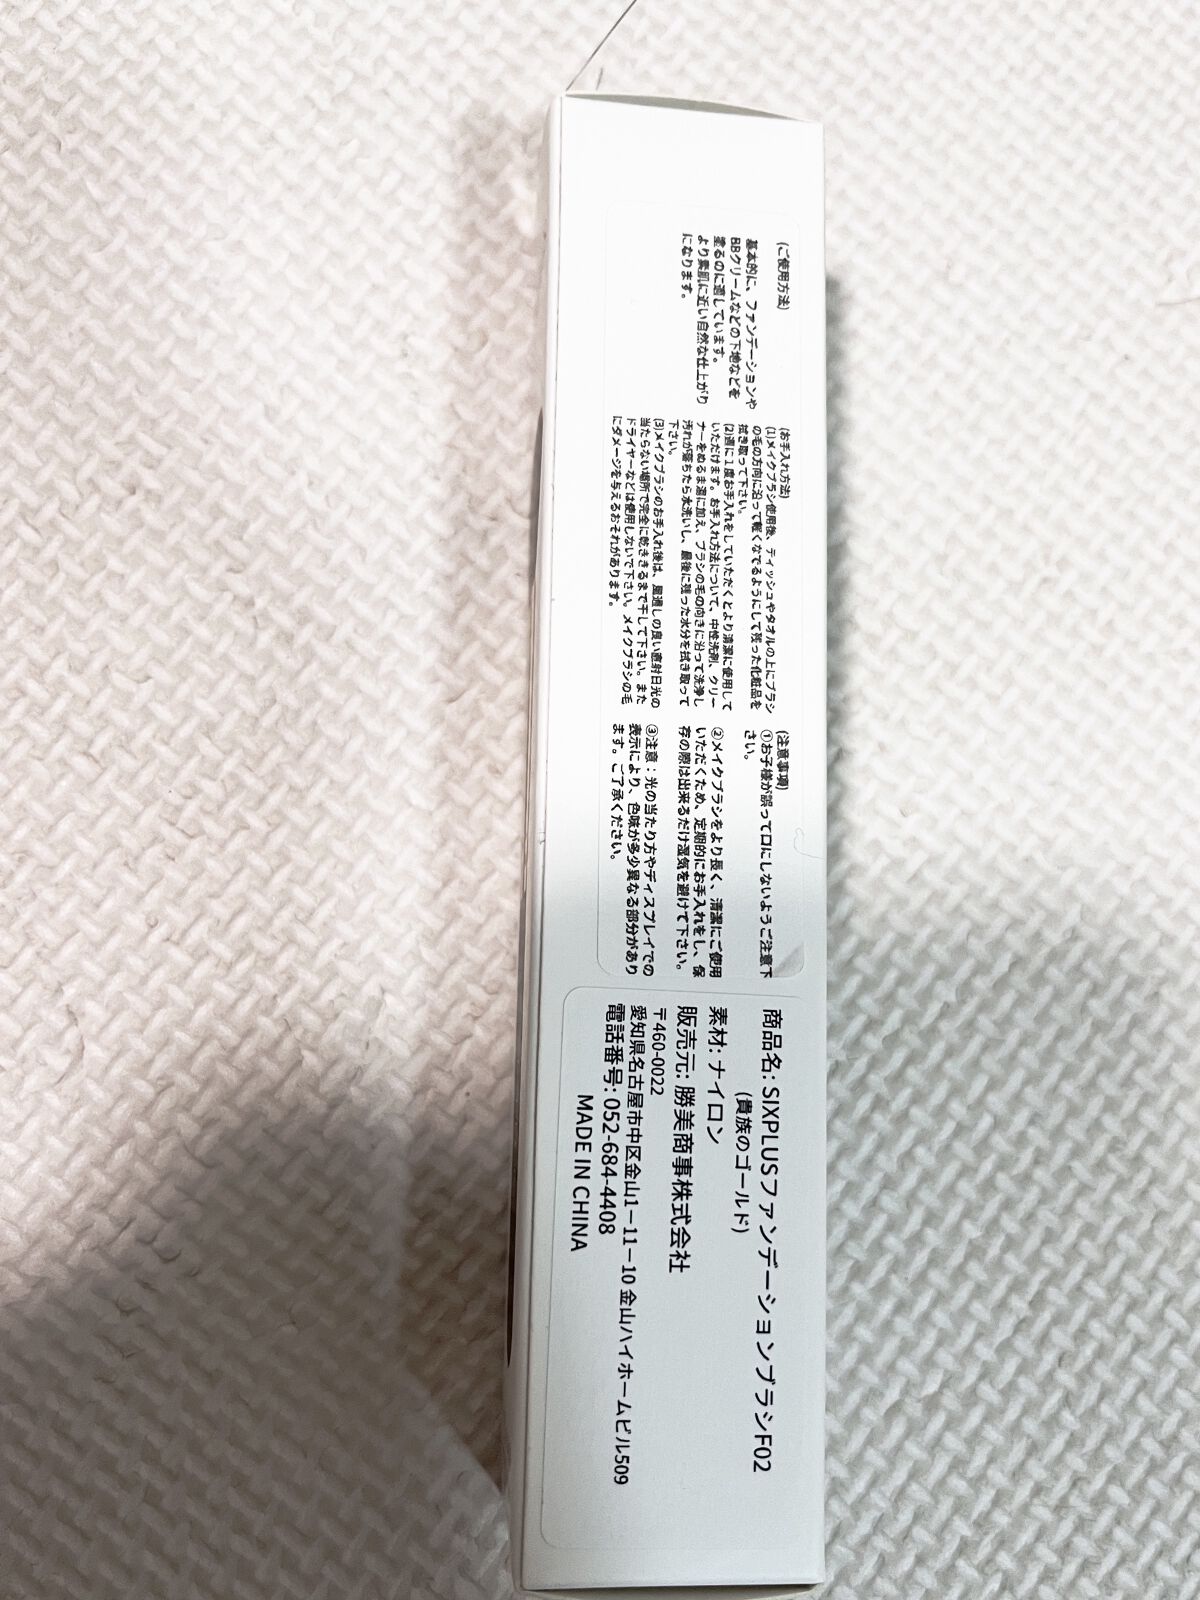 (ご使用方法)
基本的に、ファンデーションや
BBクリームなどの下地などを
塗るのに適しています。
より素肌に近い自然な仕上がり
になります。
(お手入れ方法)
(1)メイクブラシ使用後、ティッシュやタオルの上にブラシ
の毛の方向に沿って軽くなでるようにして残った化粧品を
拭き取って下さい。
(2)週に1度お手入れをしていただくとより清潔に使用して
いただけます。お手入れ方法について、中性洗剤、クリー
ナーをぬるま湯に加え、ブラシの毛の向きに沿って洗浄し
汚れが落ちたら水洗いし、最後に残った水分を拭き取って
下さい。
(3)メイクブラシのお手入れ後は、風通しの良い直射日光の
当たらない場所で完全に乾ききるまで干して下さい。また
ドライヤーなどは使用しないで下さい。メイクブラシの毛
にダメージを与えるおそれがあります。
(注意事項)
①お子様が誤って口にしないようご注意下
さい。
②メイクブラシをより長く、清潔にご使用
いただくため、定期的にお手入れをし、保
存の際は出来るだけ湿気を避けて下さい。
③注意：光の当たり方やディスプレイでの
表示により、色味が多少異なる部分があり
ます。ご了承ください。
商品名: SIXPLUSファンデーションブラシF02
(貴族のゴールド)
素材: ナイロン
販売元: 勝美商事株式会社
〒460-0022
愛知県名古屋市中区金山1－11－10 金山ハイホームビル509
電話番号: 052-684-4408
MADE IN CHINA